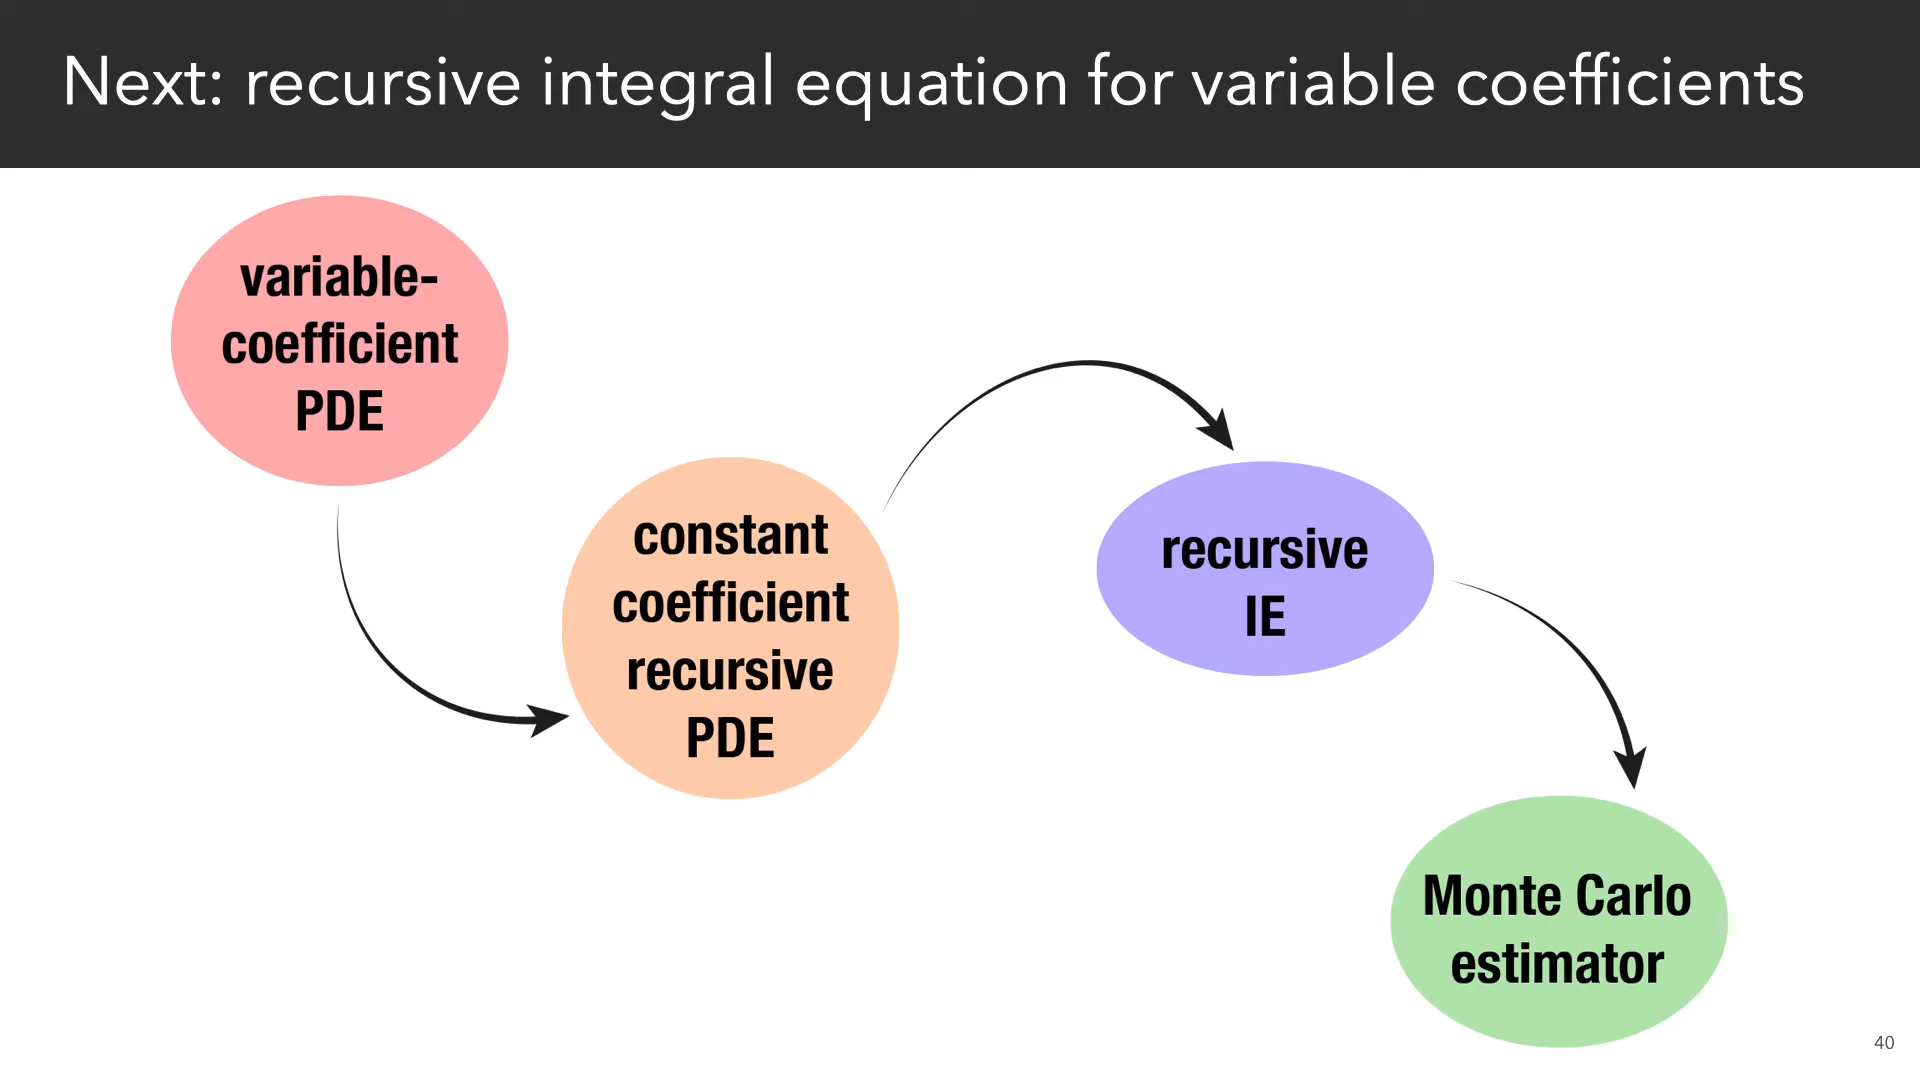 Next: recursive integral equation for variable coefficients
variable-
coefficient
PDE
constant
coefficient
recursive
PDE
recursive
IE
Monte Carlo
estimator
40